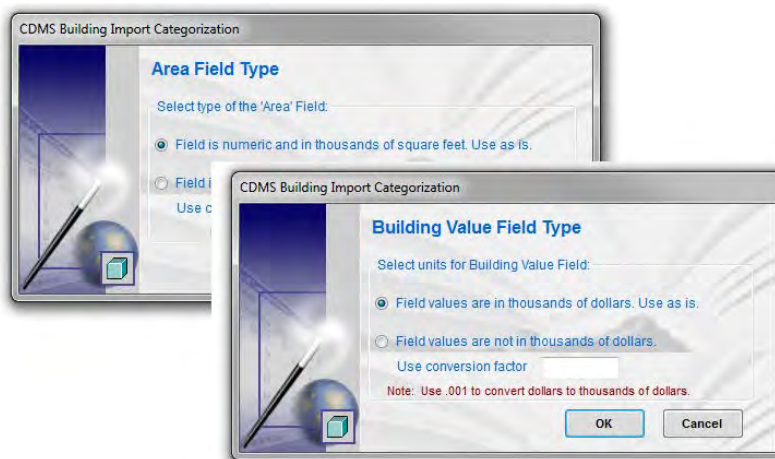 CDMS Building Import Categorization
Area Field Type
Select type of the 'Area' Field:
Field is numeric and in thousands of square feet. Use as is.
Field i
Use c
CDMS Building Import Categorization
Building Value Field Type
Select units for Building Value Field:
Field values are in thousands of dollars. Use as is.
Field values are not in thousands of dollars.
Use conversion factor
Note: Use .001 to convert dollars to thousands of dollars.
OK Cancel